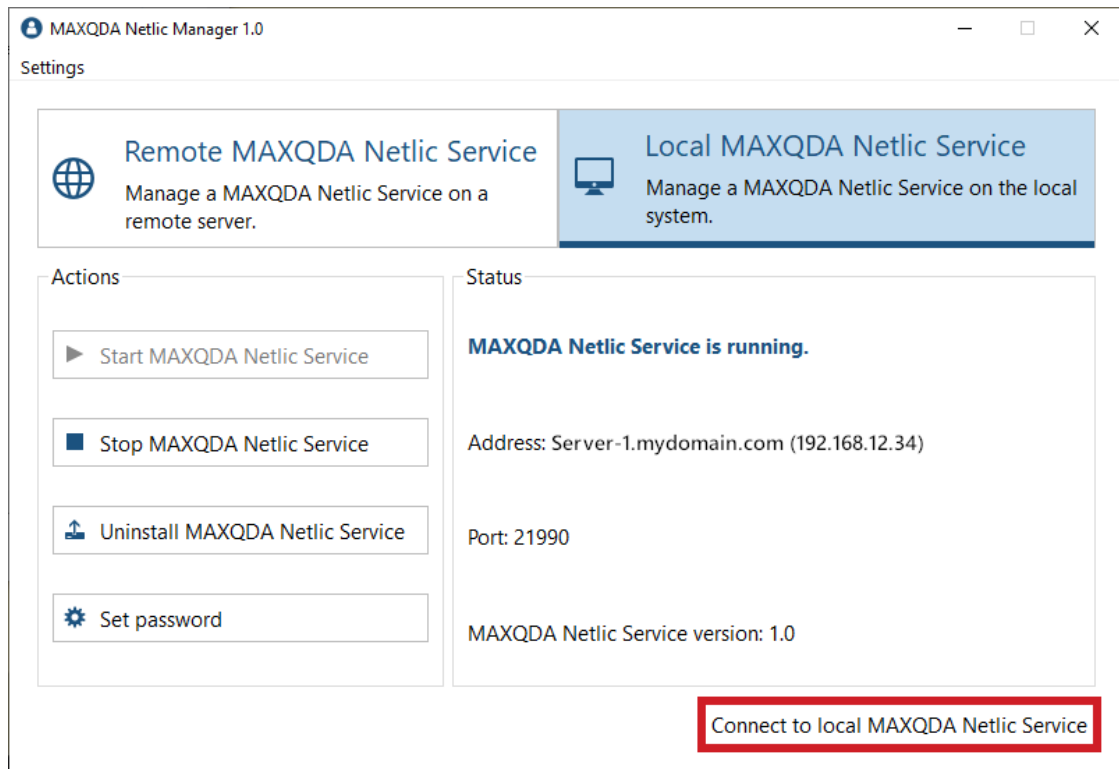 MAXQDA Netlic Manager 1.0
Settings
Remote MAXQDA Netlic Service
Manage a MAXQDA Netlic Service on a
remote server.
Local MAXQDA Netlic Service
Manage a MAXQDA Netlic Service on the local
system.
Actions
Start MAXQDA Netlic Service
Stop MAXQDA Netlic Service
Uninstall MAXQDA Netlic Service
Set password
Status
MAXQDA Netlic Service is running.
Address: Server-1.mydomain.com (192.168.12.34)
Port: 21990
MAXQDA Netlic Service version: 1.0
Connect to local MAXQDA Netlic Service